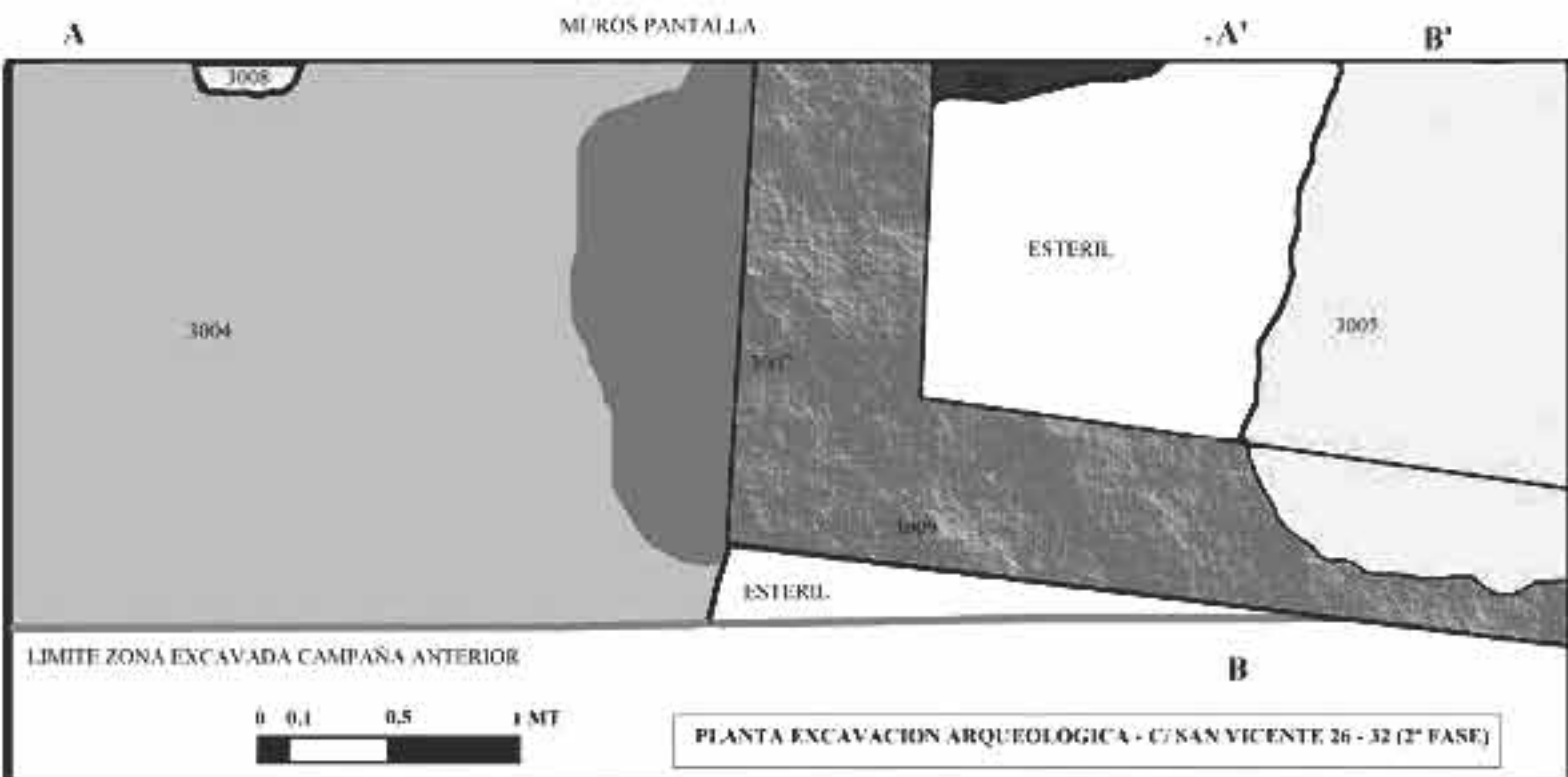 A MUROS PANTALLA A' B'
3008
ESTERIL
3004
3005
3009
ESTERIL
LIMITE ZONA EXCAVADA CAMPAÑA ANTERIOR
B
0 0.1 0.5 1 MT
PLANTA EXCAVACION ARQUEOLOGICA - C/ SAN VICENTE 26 - 32 (2ª FASE)